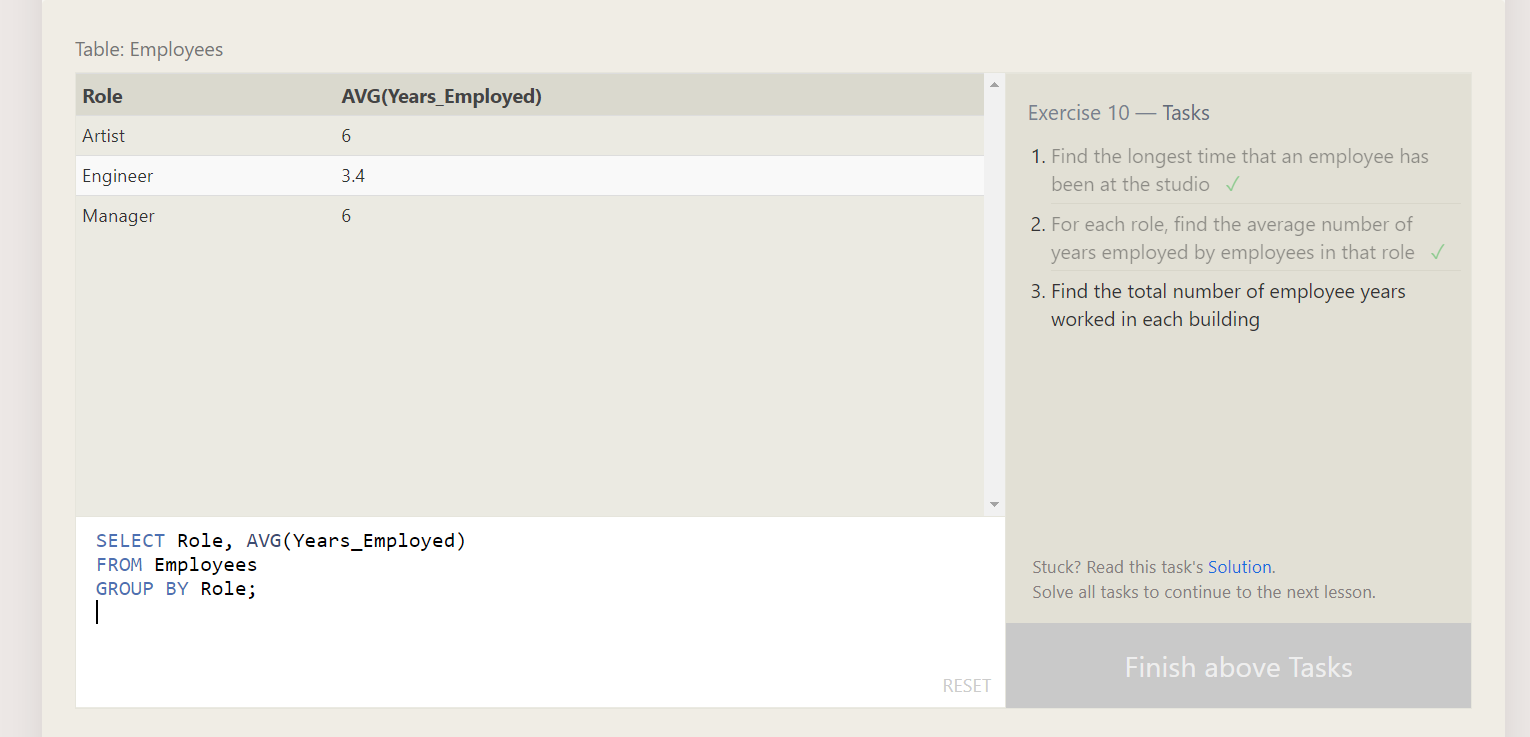 Table: Employees
Role AVG(Years_Employed)
Artist 6
Engineer 3.4
Manager 6
SELECT Role, AVG(Years_Employed)
FROM Employees
GROUP BY Role;
RESET
Exercise 10 — Tasks
1. Find the longest time that an employee has
been at the studio ✓
2. For each role, find the average number of
years employed by employees in that role ✓
3. Find the total number of employee years
worked in each building
Stuck? Read this task's Solution.
Solve all tasks to continue to the next lesson.
Finish above Tasks